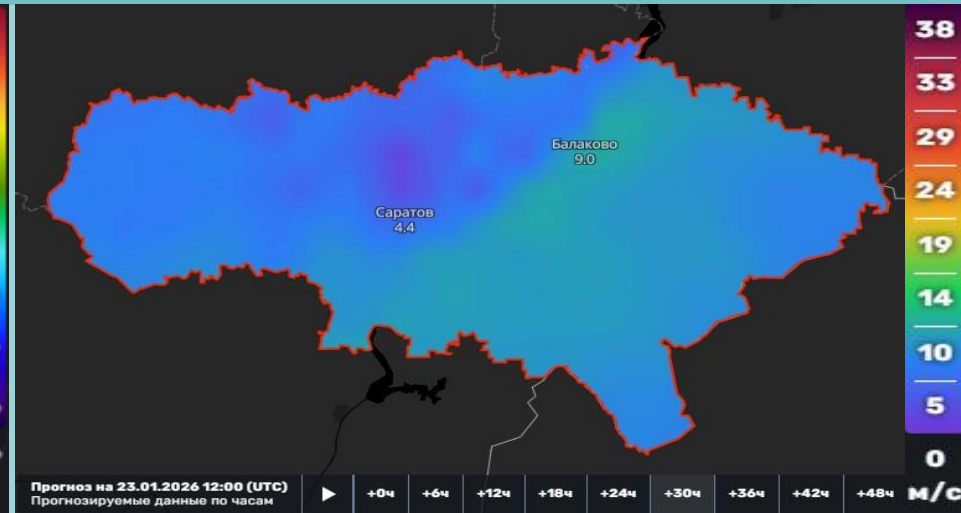 Балаково
9.0
Саратов
4.4
38
33
29
24
19
14
10
5
0
м/с
Прогноз на 23.01.2026 12:00 (UTC)
Прогнозируемые данные по часам
+0ч +6ч +12ч +18ч +24ч +30ч +36ч +42ч +48ч